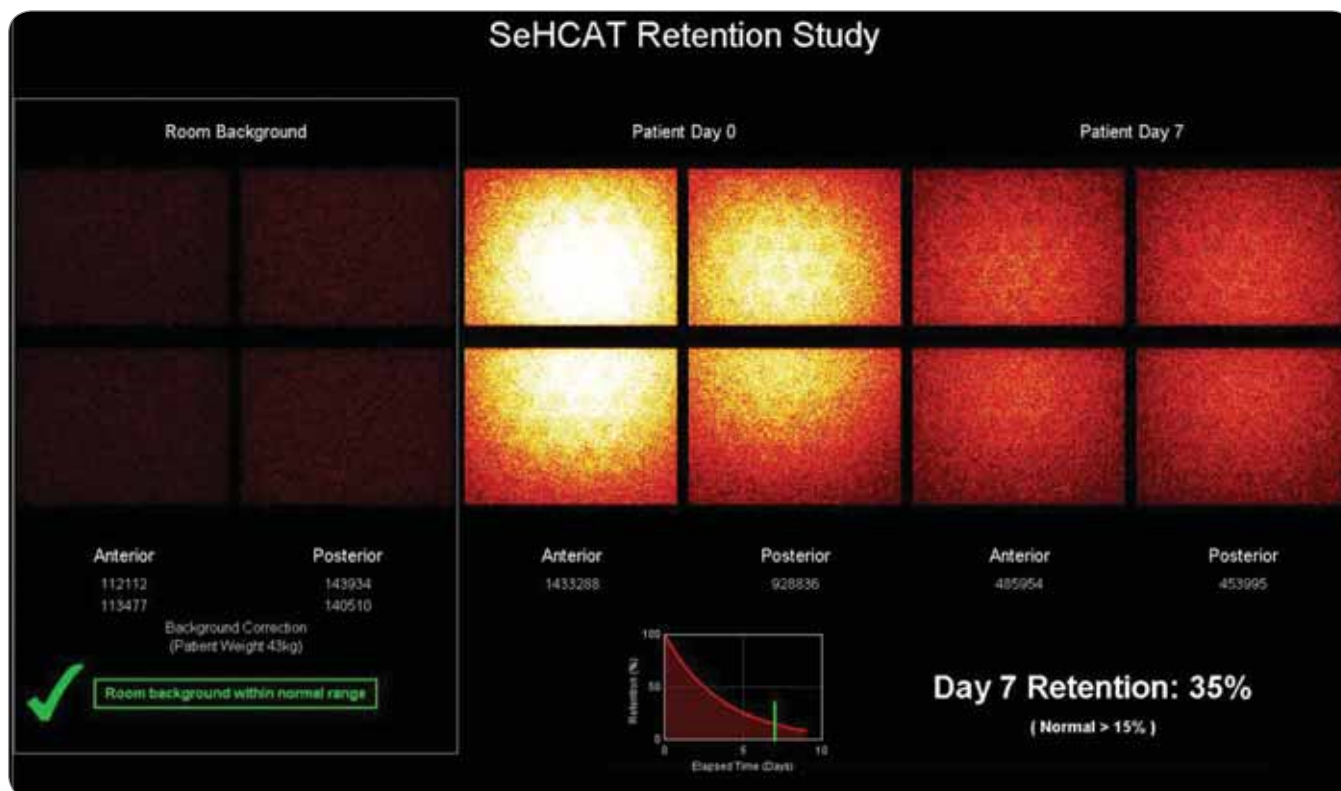 SeHCAT Retention Study
Room Background
Patient Day 0
Patient Day 7
Anterior Posterior Anterior Posterior Anterior Posterior
112112 143934 1433288 928836 485954 453995
113477 140510
Background Correction
(Patient Weight 43kg)
Room background within normal range
100
50
0
Retention (%)
0 5 10
Elapsed Time (Days)
Day 7 Retention: 35%
( Normal > 15% )